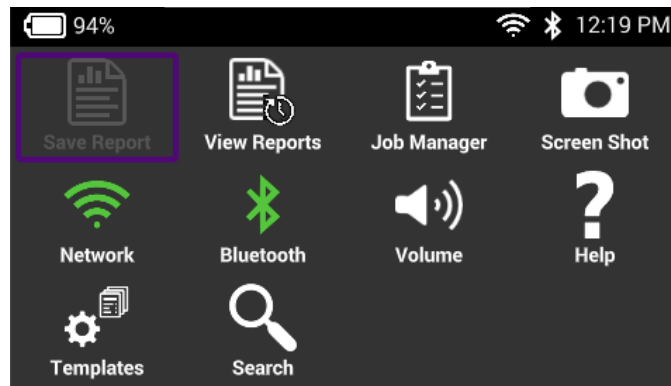 94% 12:19 PM
Save Report View Reports Job Manager Screen Shot
Network Bluetooth Volume Help
Templates Search